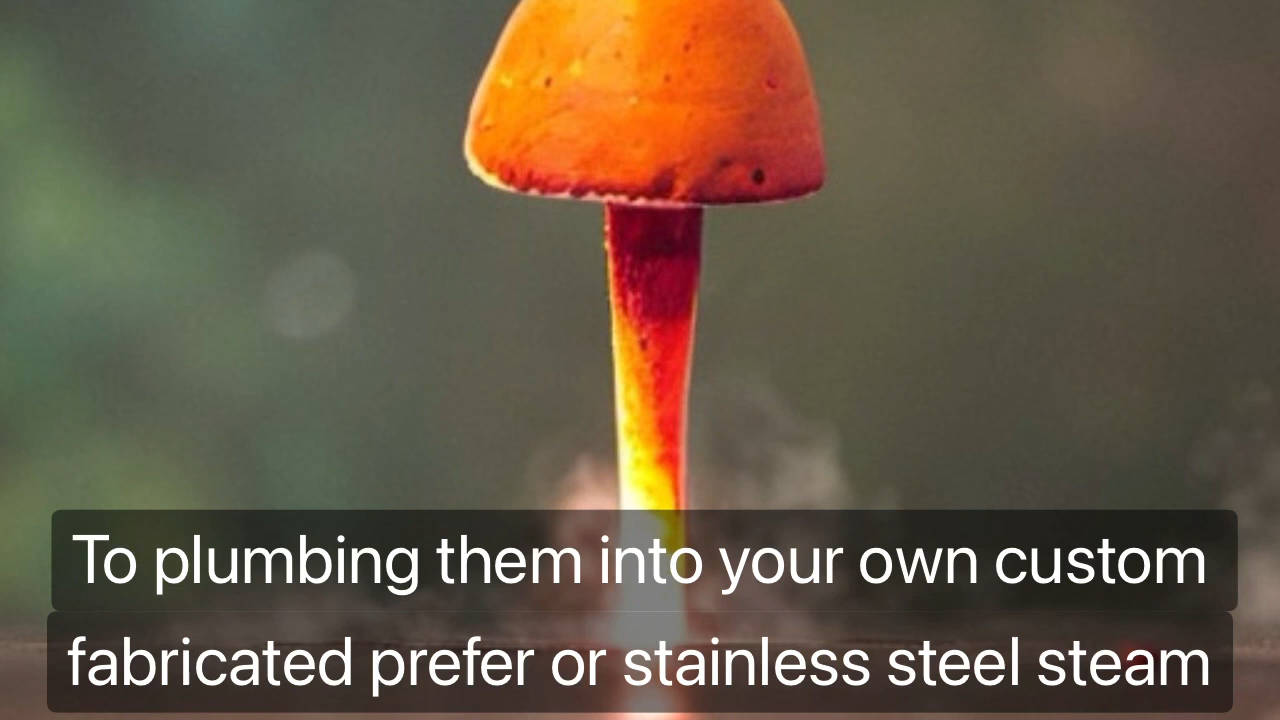 To plumbing them into your own custom
fabricated prefer or stainless steel steam